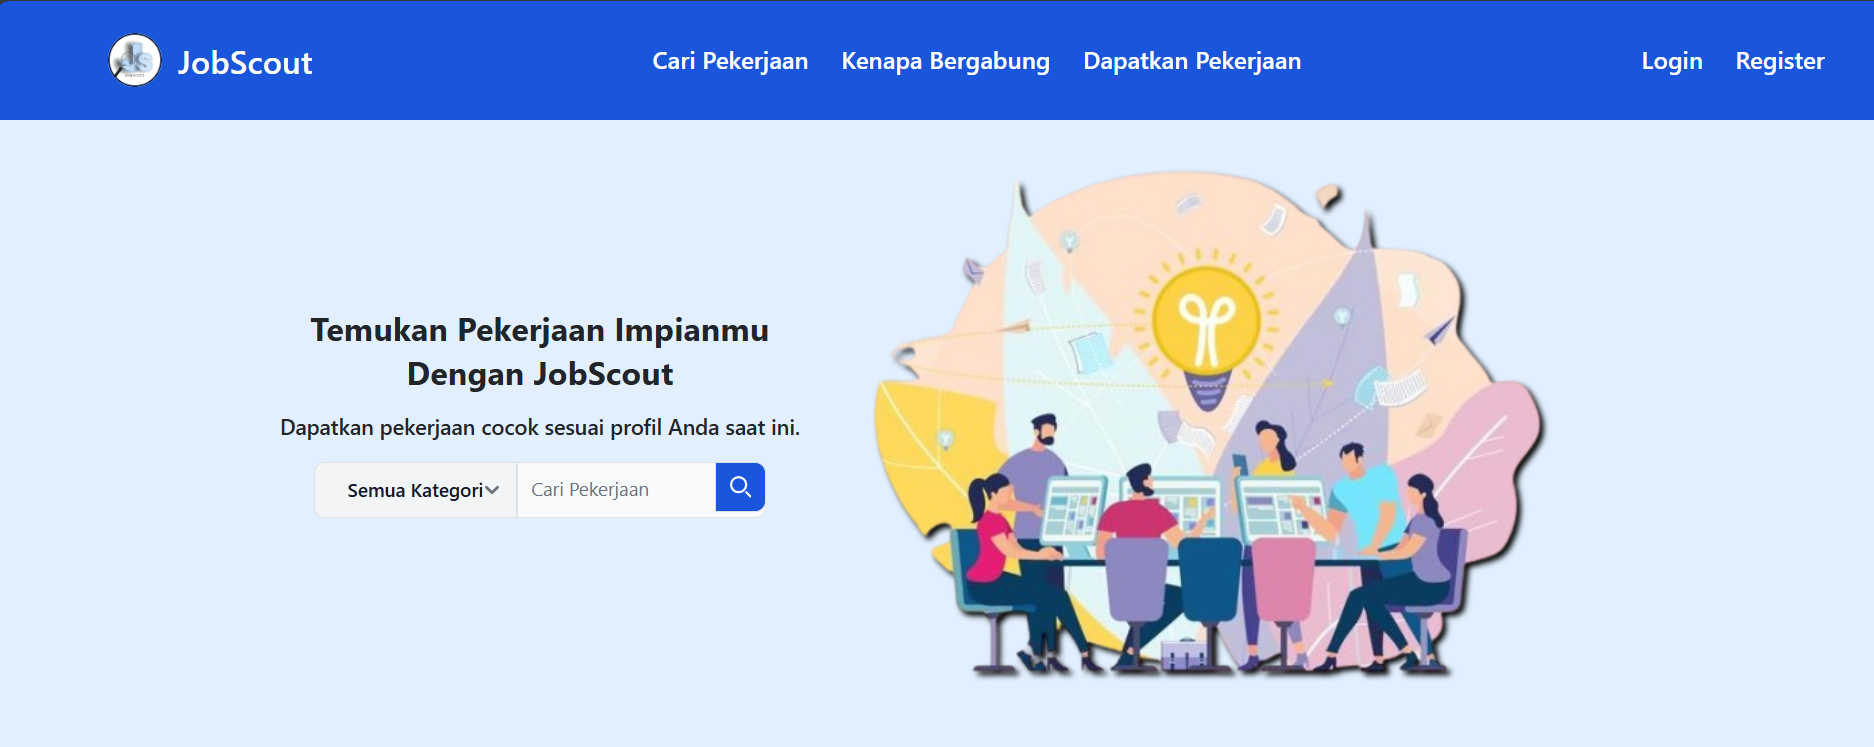 JobScout
Cari Pekerjaan
Kenapa Bergabung
Dapatkan Pekerjaan
Login
Register
Temukan Pekerjaan Impianmu
Dengan JobScout
Dapatkan pekerjaan cocok sesuai profil Anda saat ini.
Semua Kategori
Cari Pekerjaan